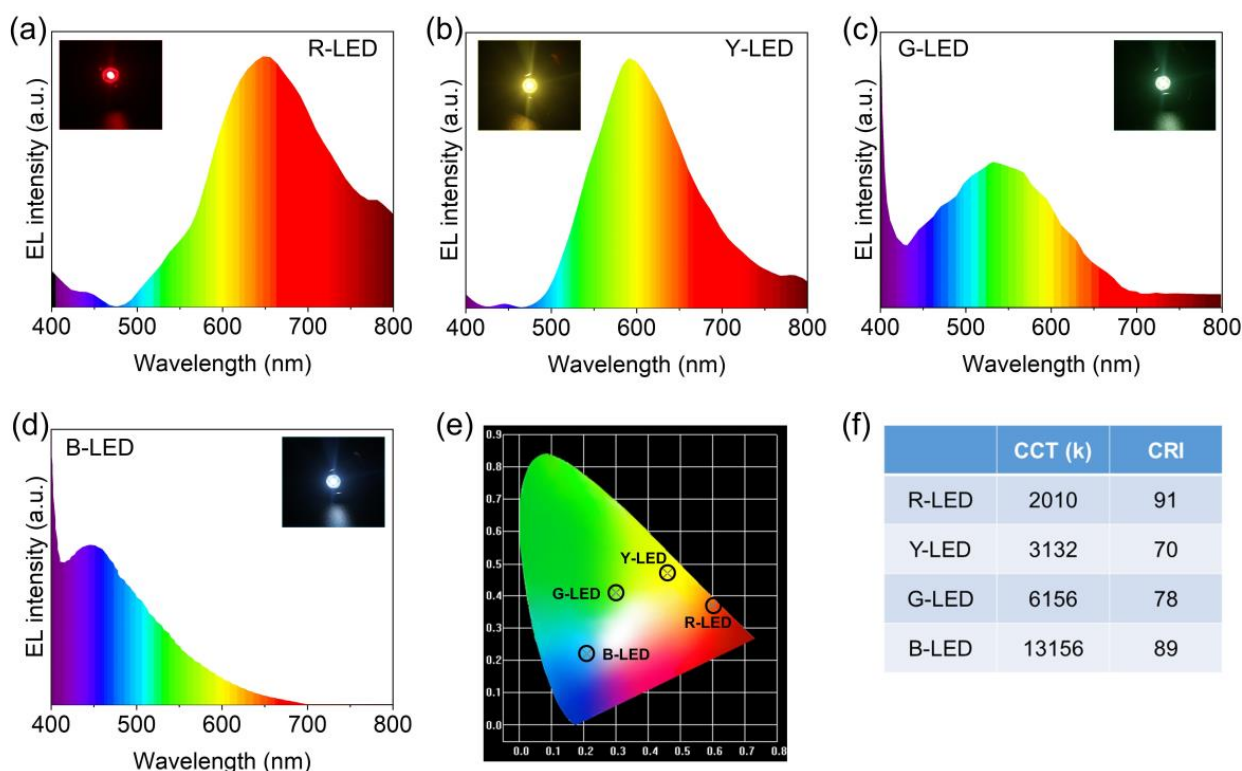 (a)
R-LED
EL intensity (a.u.)
400 500 600 700 800
Wavelength (nm)
(b)
Y-LED
EL intensity (a.u.)
400 500 600 700 800
Wavelength (nm)
(c)
G-LED
EL intensity (a.u.)
400 500 600 700 800
Wavelength (nm)
(d)
B-LED
EL intensity (a.u.)
400 500 600 700 800
Wavelength (nm)
(e)
0.9
0.8
0.7
0.6
0.5
0.4
0.3
0.2
0.1
0.0
Y-LED
G-LED
R-LED
B-LED
0.0 0.1 0.2 0.3 0.4 0.5 0.6 0.7 0.8
(f)
CCT (k) CRI
R-LED 2010 91
Y-LED 3132 70
G-LED 6156 78
B-LED 13156 89